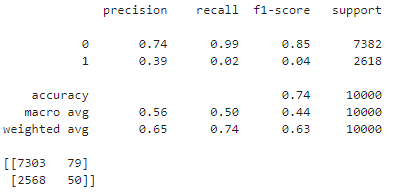 precision recall f1-score support
0 0.74 0.99 0.85 7382
1 0.39 0.02 0.04 2618
accuracy 0.74 10000
macro avg 0.56 0.50 0.44 10000
weighted avg 0.65 0.74 0.63 10000
[[7303 79]
[2568 50]]